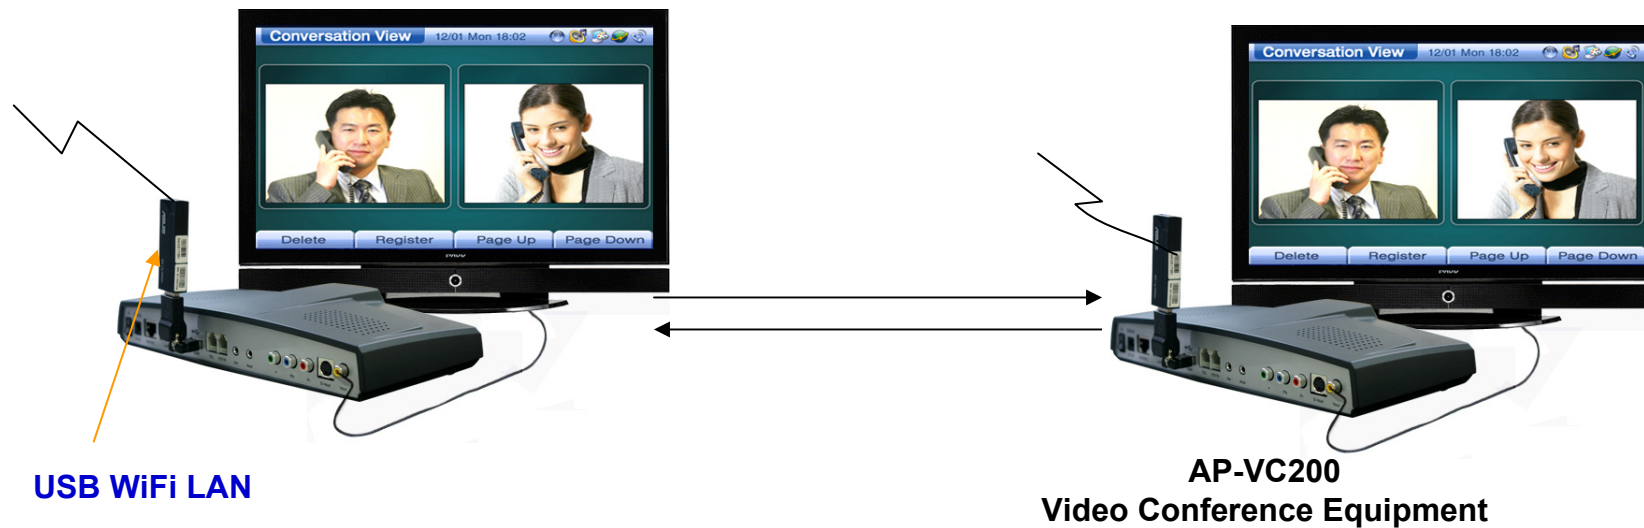 Conversation View 12/01 Mon 18:02
Delete Register Page Up Page Down
Conversation View 12/01 Mon 18:02
Delete Register Page Up Page Down
USB WiFi LAN
AP-VC200
Video Conference Equipment